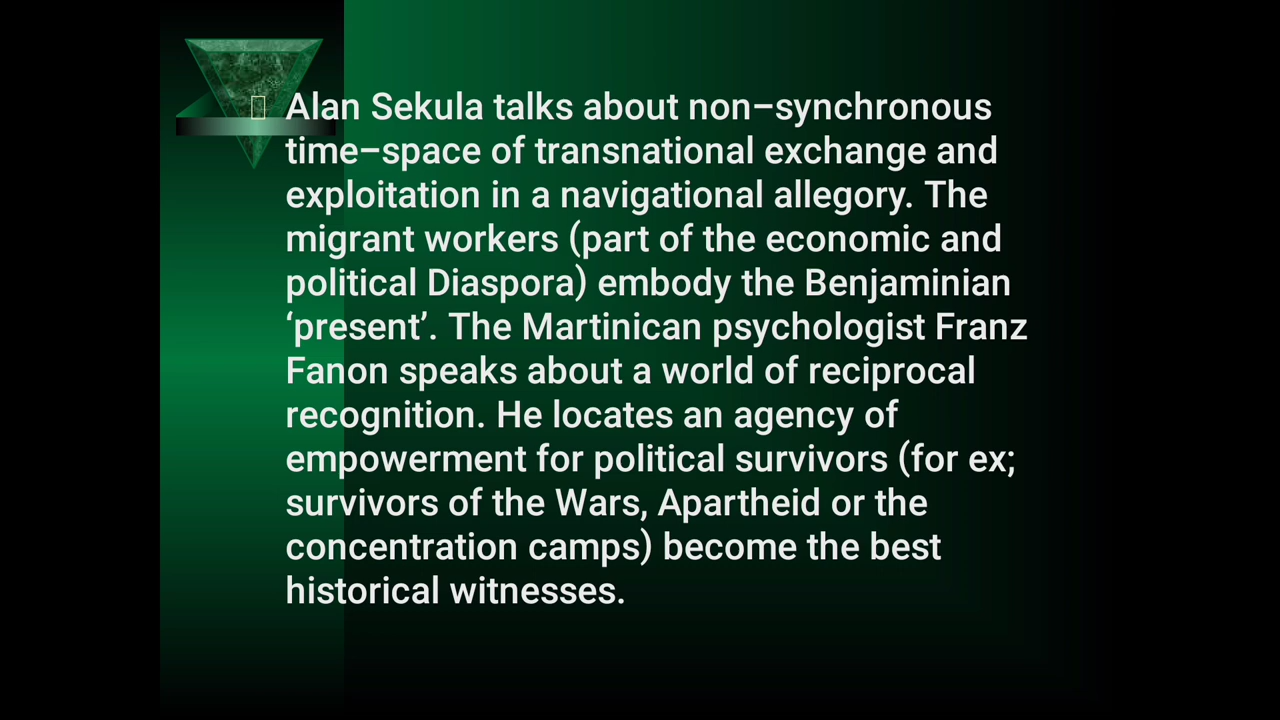 Alan Sekula talks about non–synchronous
time–space of transnational exchange and
exploitation in a navigational allegory. The
migrant workers (part of the economic and
political Diaspora) embody the Benjaminian
‘present’. The Martinican psychologist Franz
Fanon speaks about a world of reciprocal
recognition. He locates an agency of
empowerment for political survivors (for ex;
survivors of the Wars, Apartheid or the
concentration camps) become the best
historical witnesses.